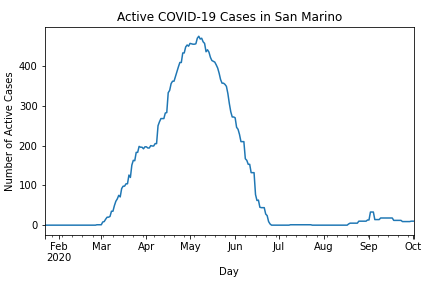 Active COVID-19 Cases in San Marino
Number of Active Cases
400
300
200
100
0
Feb Mar Apr May Jun Jul Aug Sep Oct
2020
Day